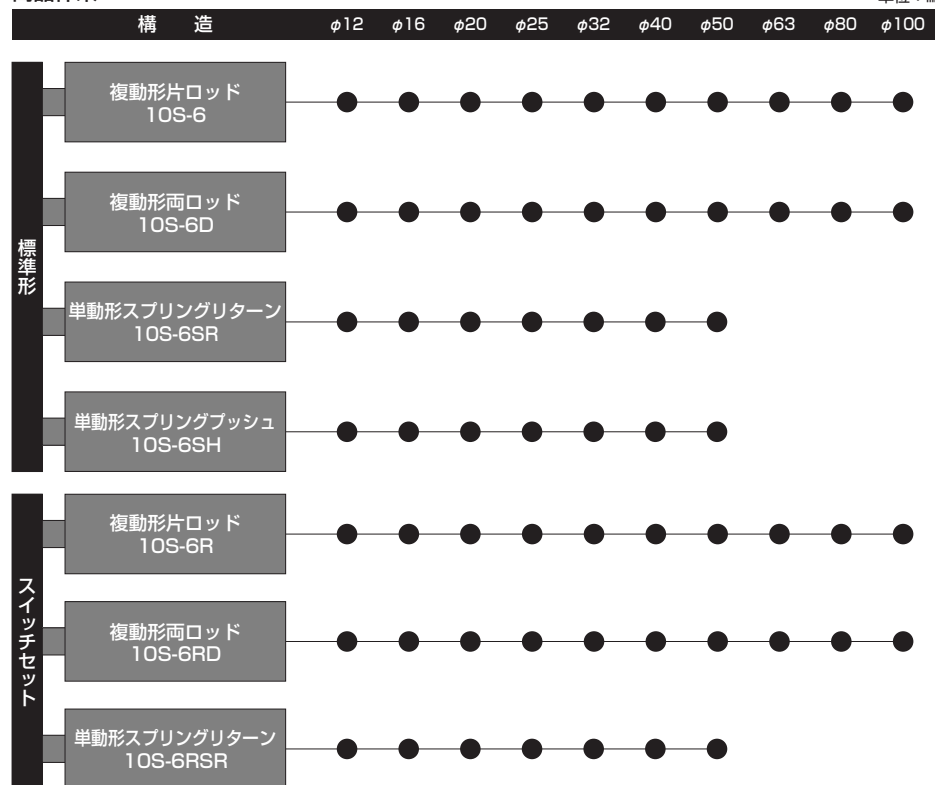 構 造 φ12 φ16 φ20 φ25 φ32 φ40 φ50 φ63 φ80 φ100
標準形
複動形片ロッド
10S-6
複動形両ロッド
10S-6D
単動形スプリングリターン
10S-6SR
単動形スプリングプッシュ
10S-6SH
スイッチセット
複動形片ロッド
10S-6R
複動形両ロッド
10S-6RD
単動形スプリングリターン
10S-6RSR